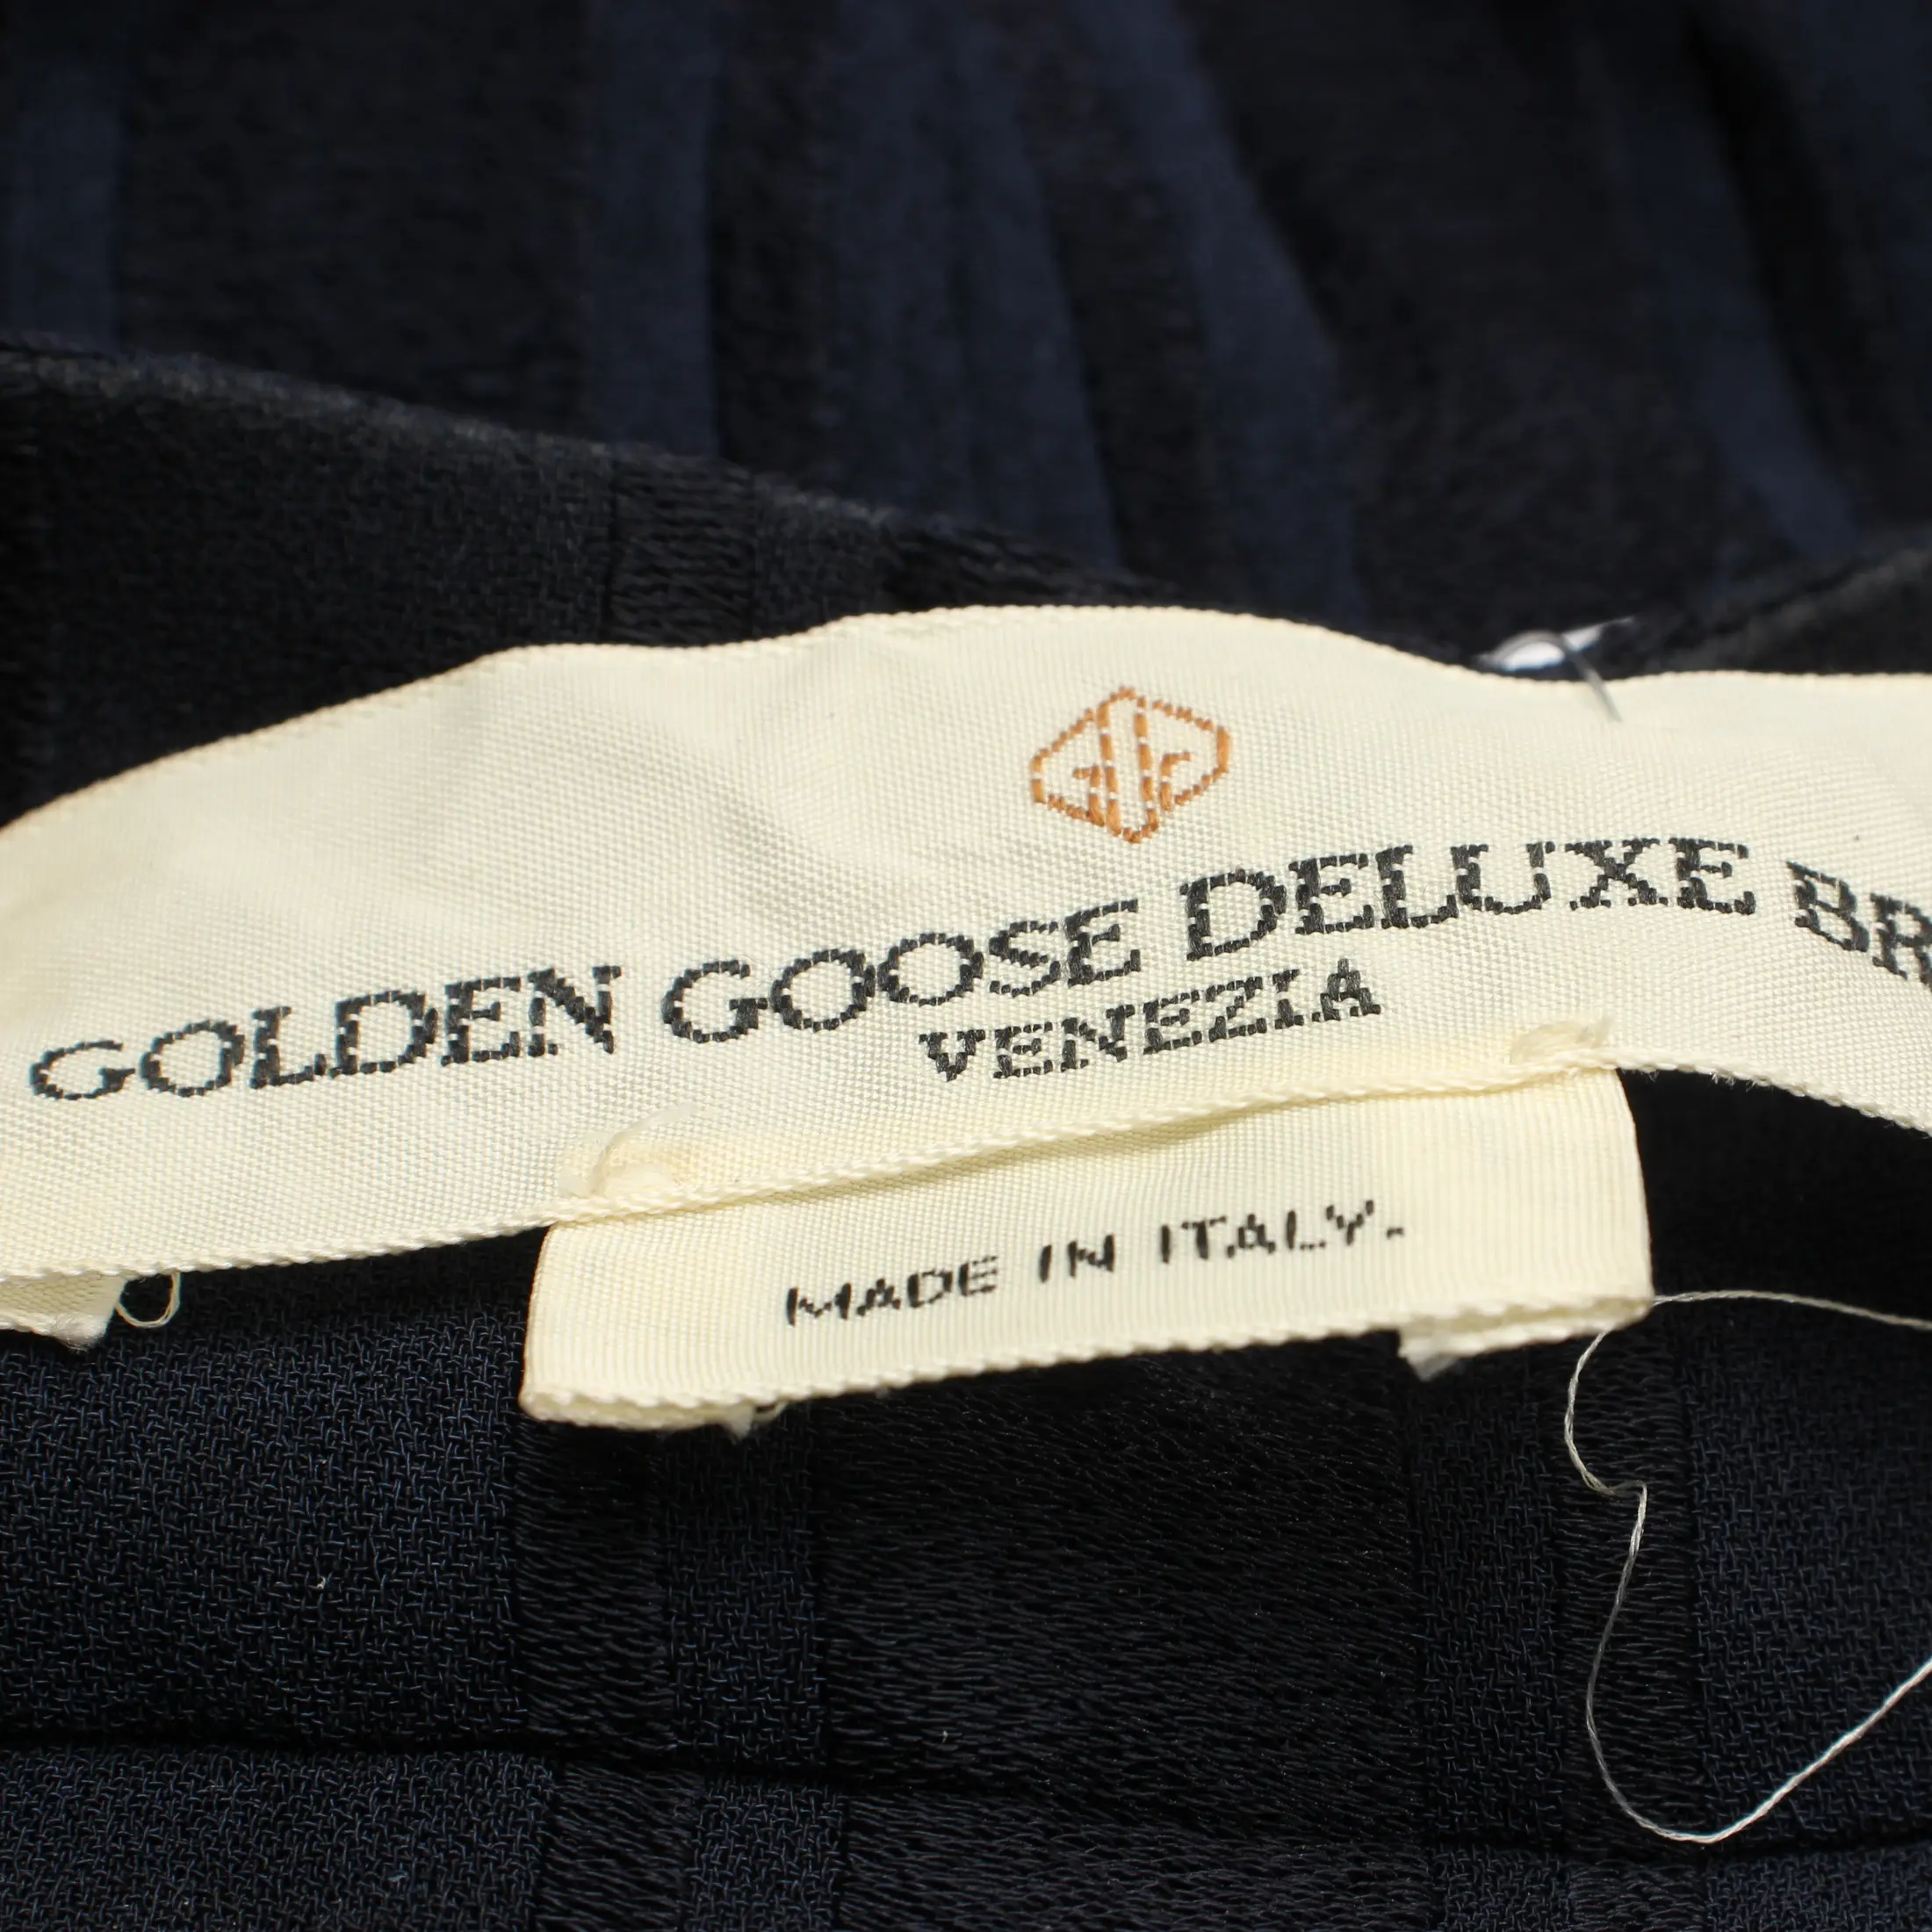 GOLDEN GOOSE DELUXE BR
VENEZIA
MADE IN ITALY.